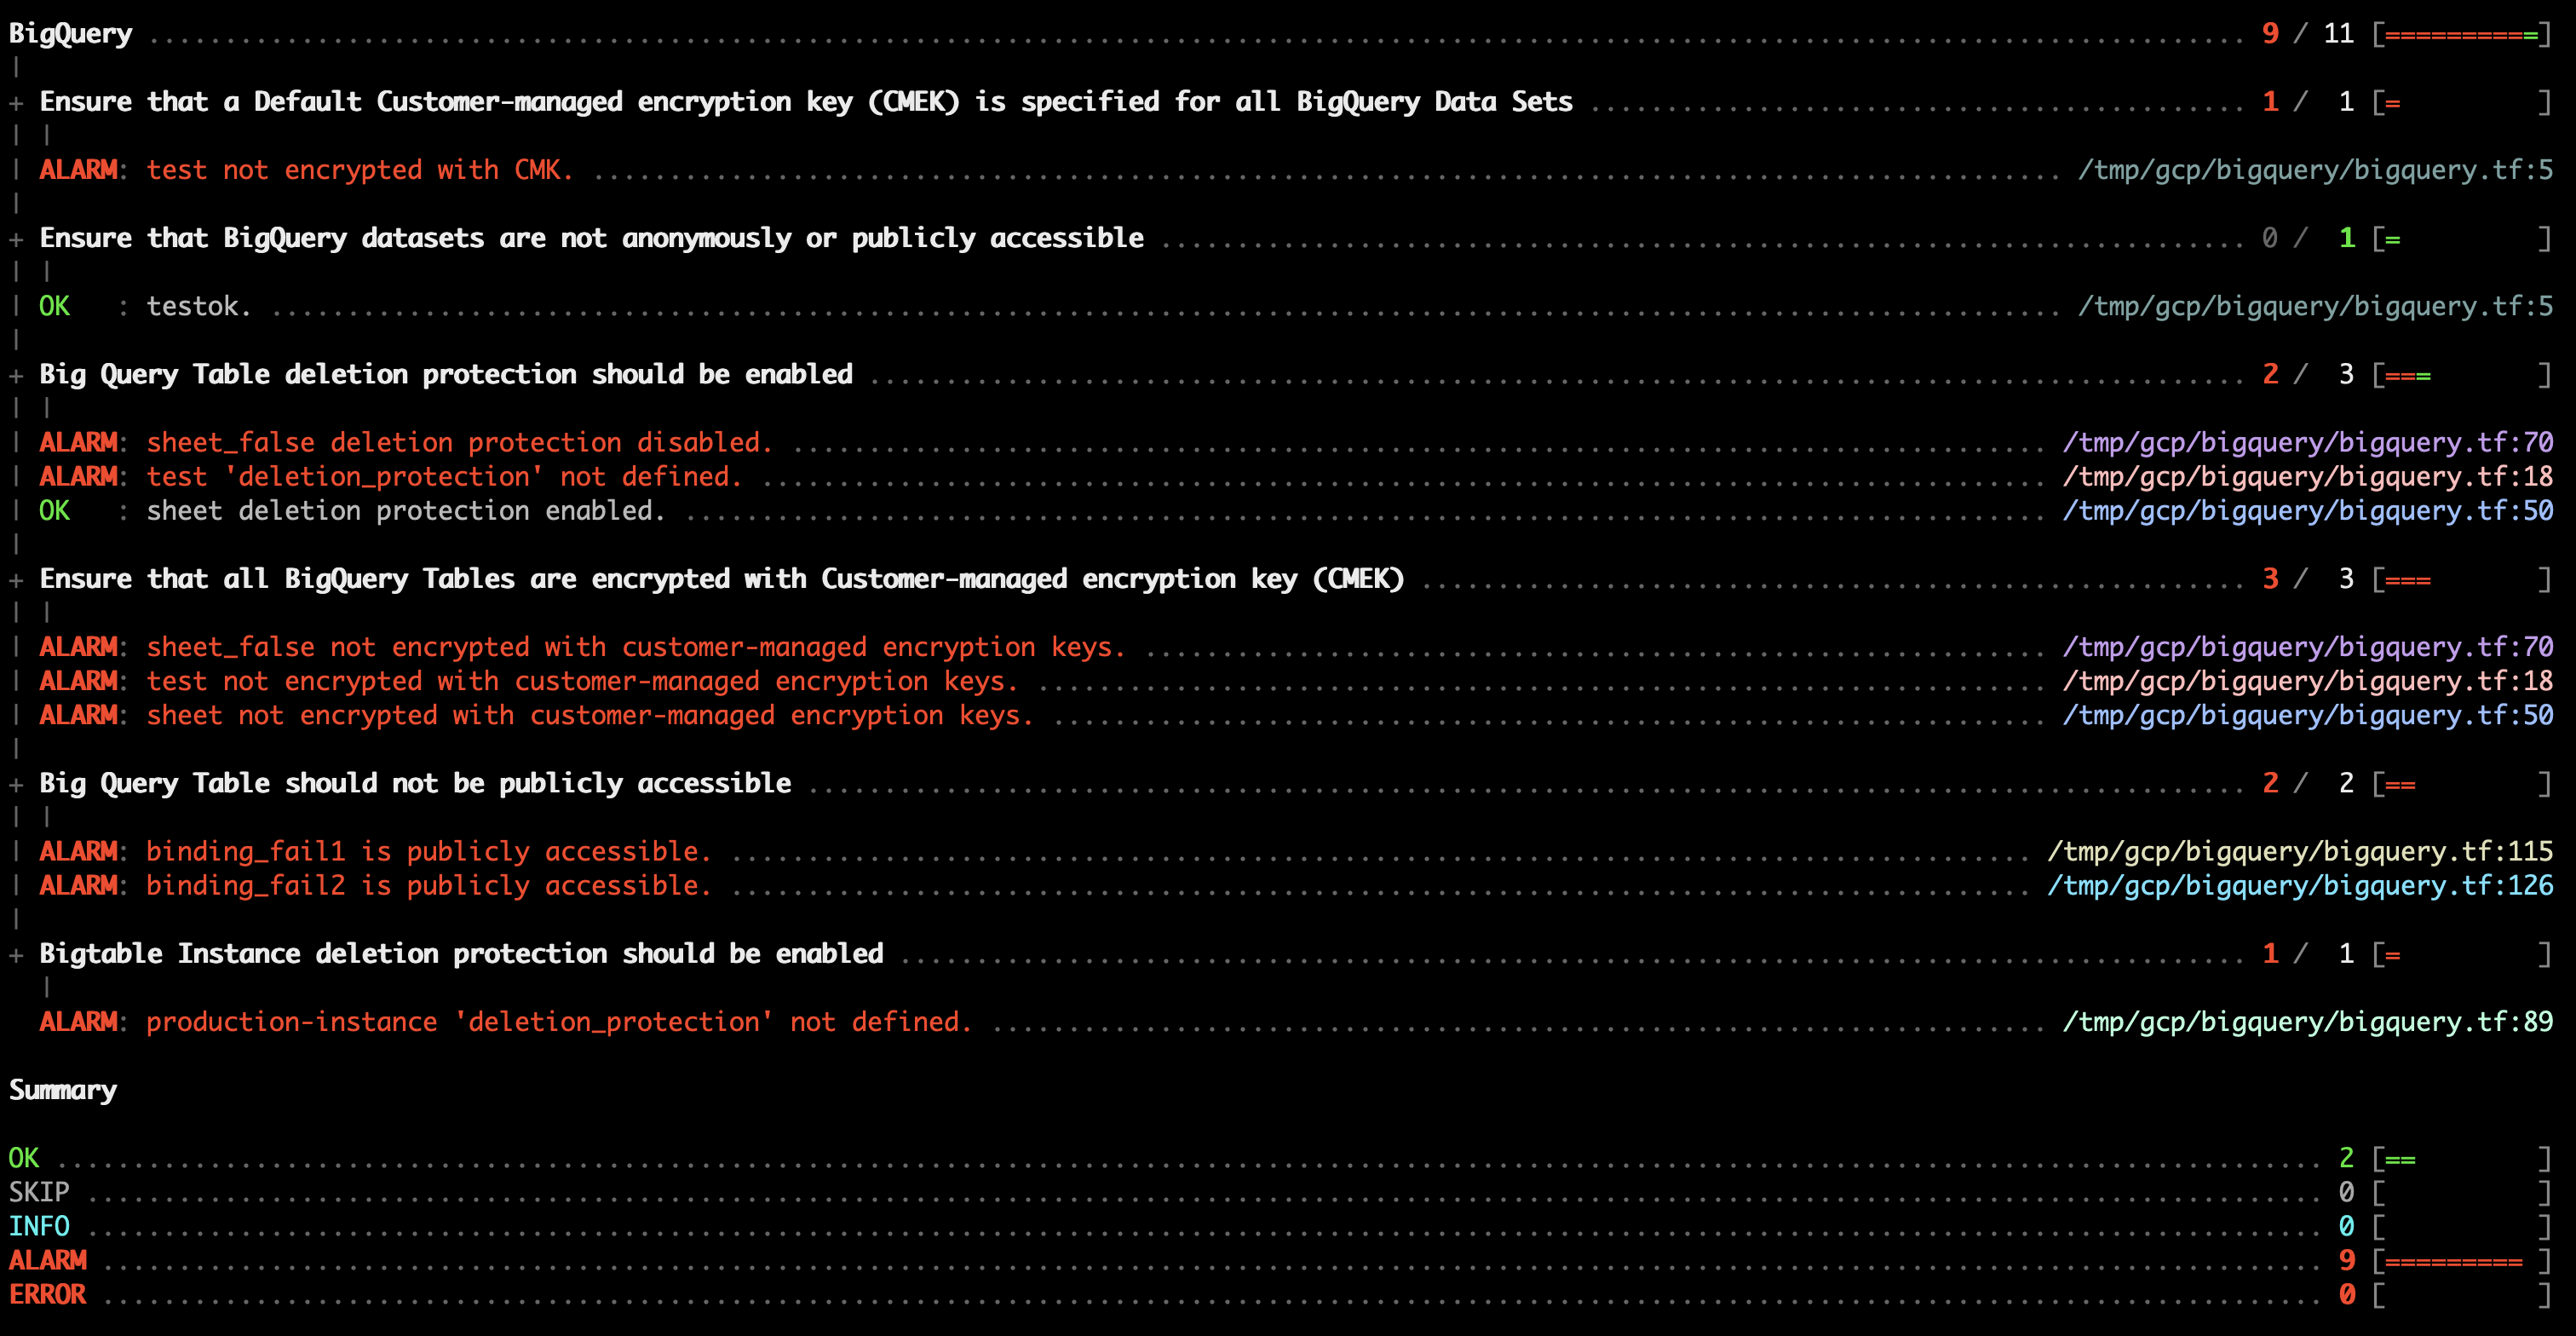 BigQuery ........................................................................ 9 / 11 [==========]
|
+ Ensure that a Default Customer-managed encryption key (CMEK) is specified for all BigQuery Data Sets ........................................ 1 / 1 [= ]
| |
| ALARM: test not encrypted with CMK. ........................................ /tmp/gcp/bigquery/bigquery.tf:5
|
+ Ensure that BigQuery datasets are not anonymously or publicly accessible ........................................ 0 / 1 [= ]
| |
| OK   : testok. ........................................ /tmp/gcp/bigquery/bigquery.tf:5
|
+ Big Query Table deletion protection should be enabled ........................................ 2 / 3 [=== ]
| |
| ALARM: sheet_false deletion protection disabled. ........................................ /tmp/gcp/bigquery/bigquery.tf:70
| ALARM: test 'deletion_protection' not defined. ........................................ /tmp/gcp/bigquery/bigquery.tf:18
| OK   : sheet deletion protection enabled. ........................................ /tmp/gcp/bigquery/bigquery.tf:50
|
+ Ensure that all BigQuery Tables are encrypted with Customer-managed encryption key (CMEK) ........................................ 3 / 3 [=== ]
| |
| ALARM: sheet_false not encrypted with customer-managed encryption keys. ........................................ /tmp/gcp/bigquery/bigquery.tf:70
| ALARM: test not encrypted with customer-managed encryption keys. ........................................ /tmp/gcp/bigquery/bigquery.tf:18
| ALARM: sheet not encrypted with customer-managed encryption keys. ........................................ /tmp/gcp/bigquery/bigquery.tf:50
|
+ Big Query Table should not be publicly accessible ........................................ 2 / 2 [== ]
| |
| ALARM: binding_fail1 is publicly accessible. ........................................ /tmp/gcp/bigquery/bigquery.tf:115
| ALARM: binding_fail2 is publicly accessible. ........................................ /tmp/gcp/bigquery/bigquery.tf:126
|
+ Bigtable Instance deletion protection should be enabled ........................................ 1 / 1 [= ]
  |
  ALARM: production-instance 'deletion_protection' not defined. ........................................ /tmp/gcp/bigquery/bigquery.tf:89
Summary
OK ........................................ 2 [== ]
SKIP ........................................ 0 [ ]
INFO ........................................ 0 [ ]
ALARM ........................................ 9 [========= ]
ERROR ........................................ 0 [ ]